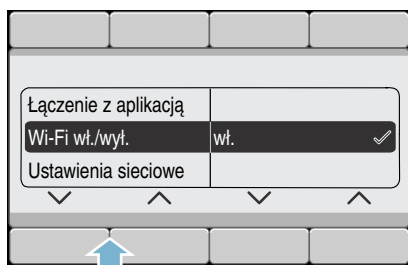 Łączenie z aplikacją
Wi-Fi wł./wył. wł.
Ustawienia sieciowe